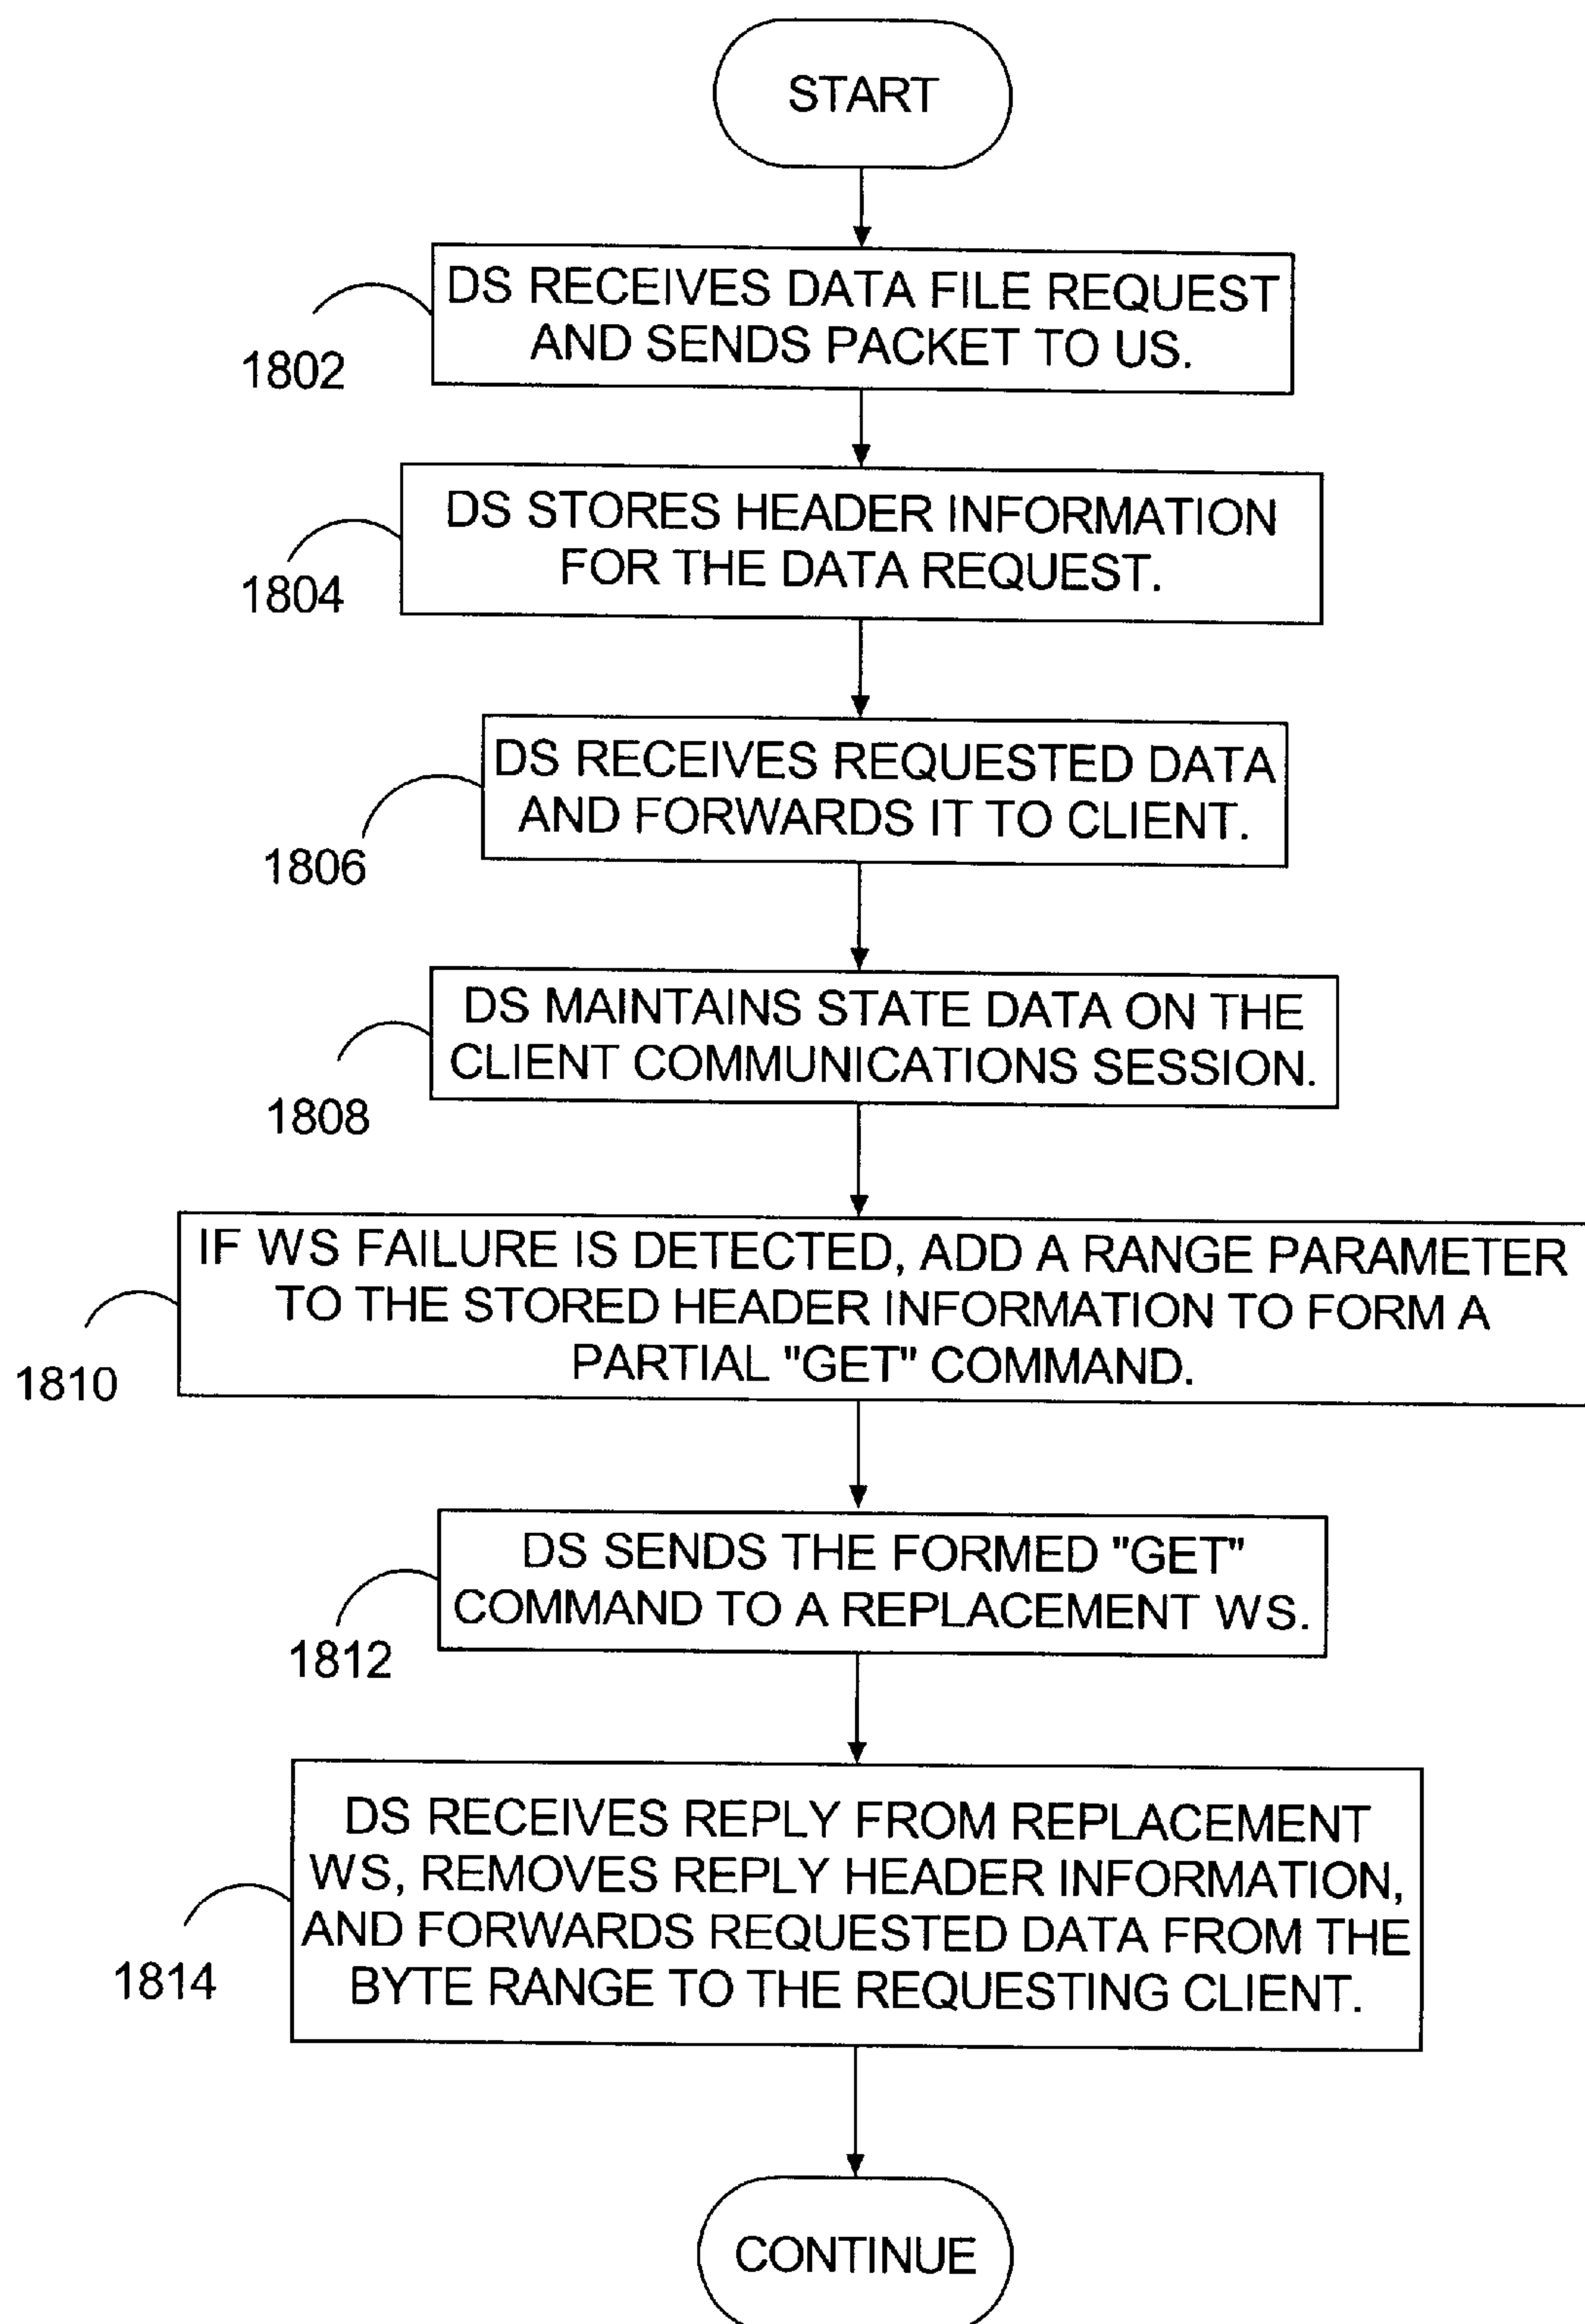 START
DS RECEIVES DATA FILE REQUEST
AND SENDS PACKET TO US.
1802
DS STORES HEADER INFORMATION
FOR THE DATA REQUEST.
1804
DS RECEIVES REQUESTED DATA
AND FORWARDS IT TO CLIENT.
1806
DS MAINTAINS STATE DATA ON THE
CLIENT COMMUNICATIONS SESSION.
1808
IF WS FAILURE IS DETECTED, ADD A RANGE PARAMETER
TO THE STORED HEADER INFORMATION TO FORM A
PARTIAL "GET" COMMAND.
1810
DS SENDS THE FORMED "GET"
COMMAND TO A REPLACEMENT WS.
1812
DS RECEIVES REPLY FROM REPLACEMENT
WS, REMOVES REPLY HEADER INFORMATION,
AND FORWARDS REQUESTED DATA FROM THE
BYTE RANGE TO THE REQUESTING CLIENT.
1814
CONTINUE